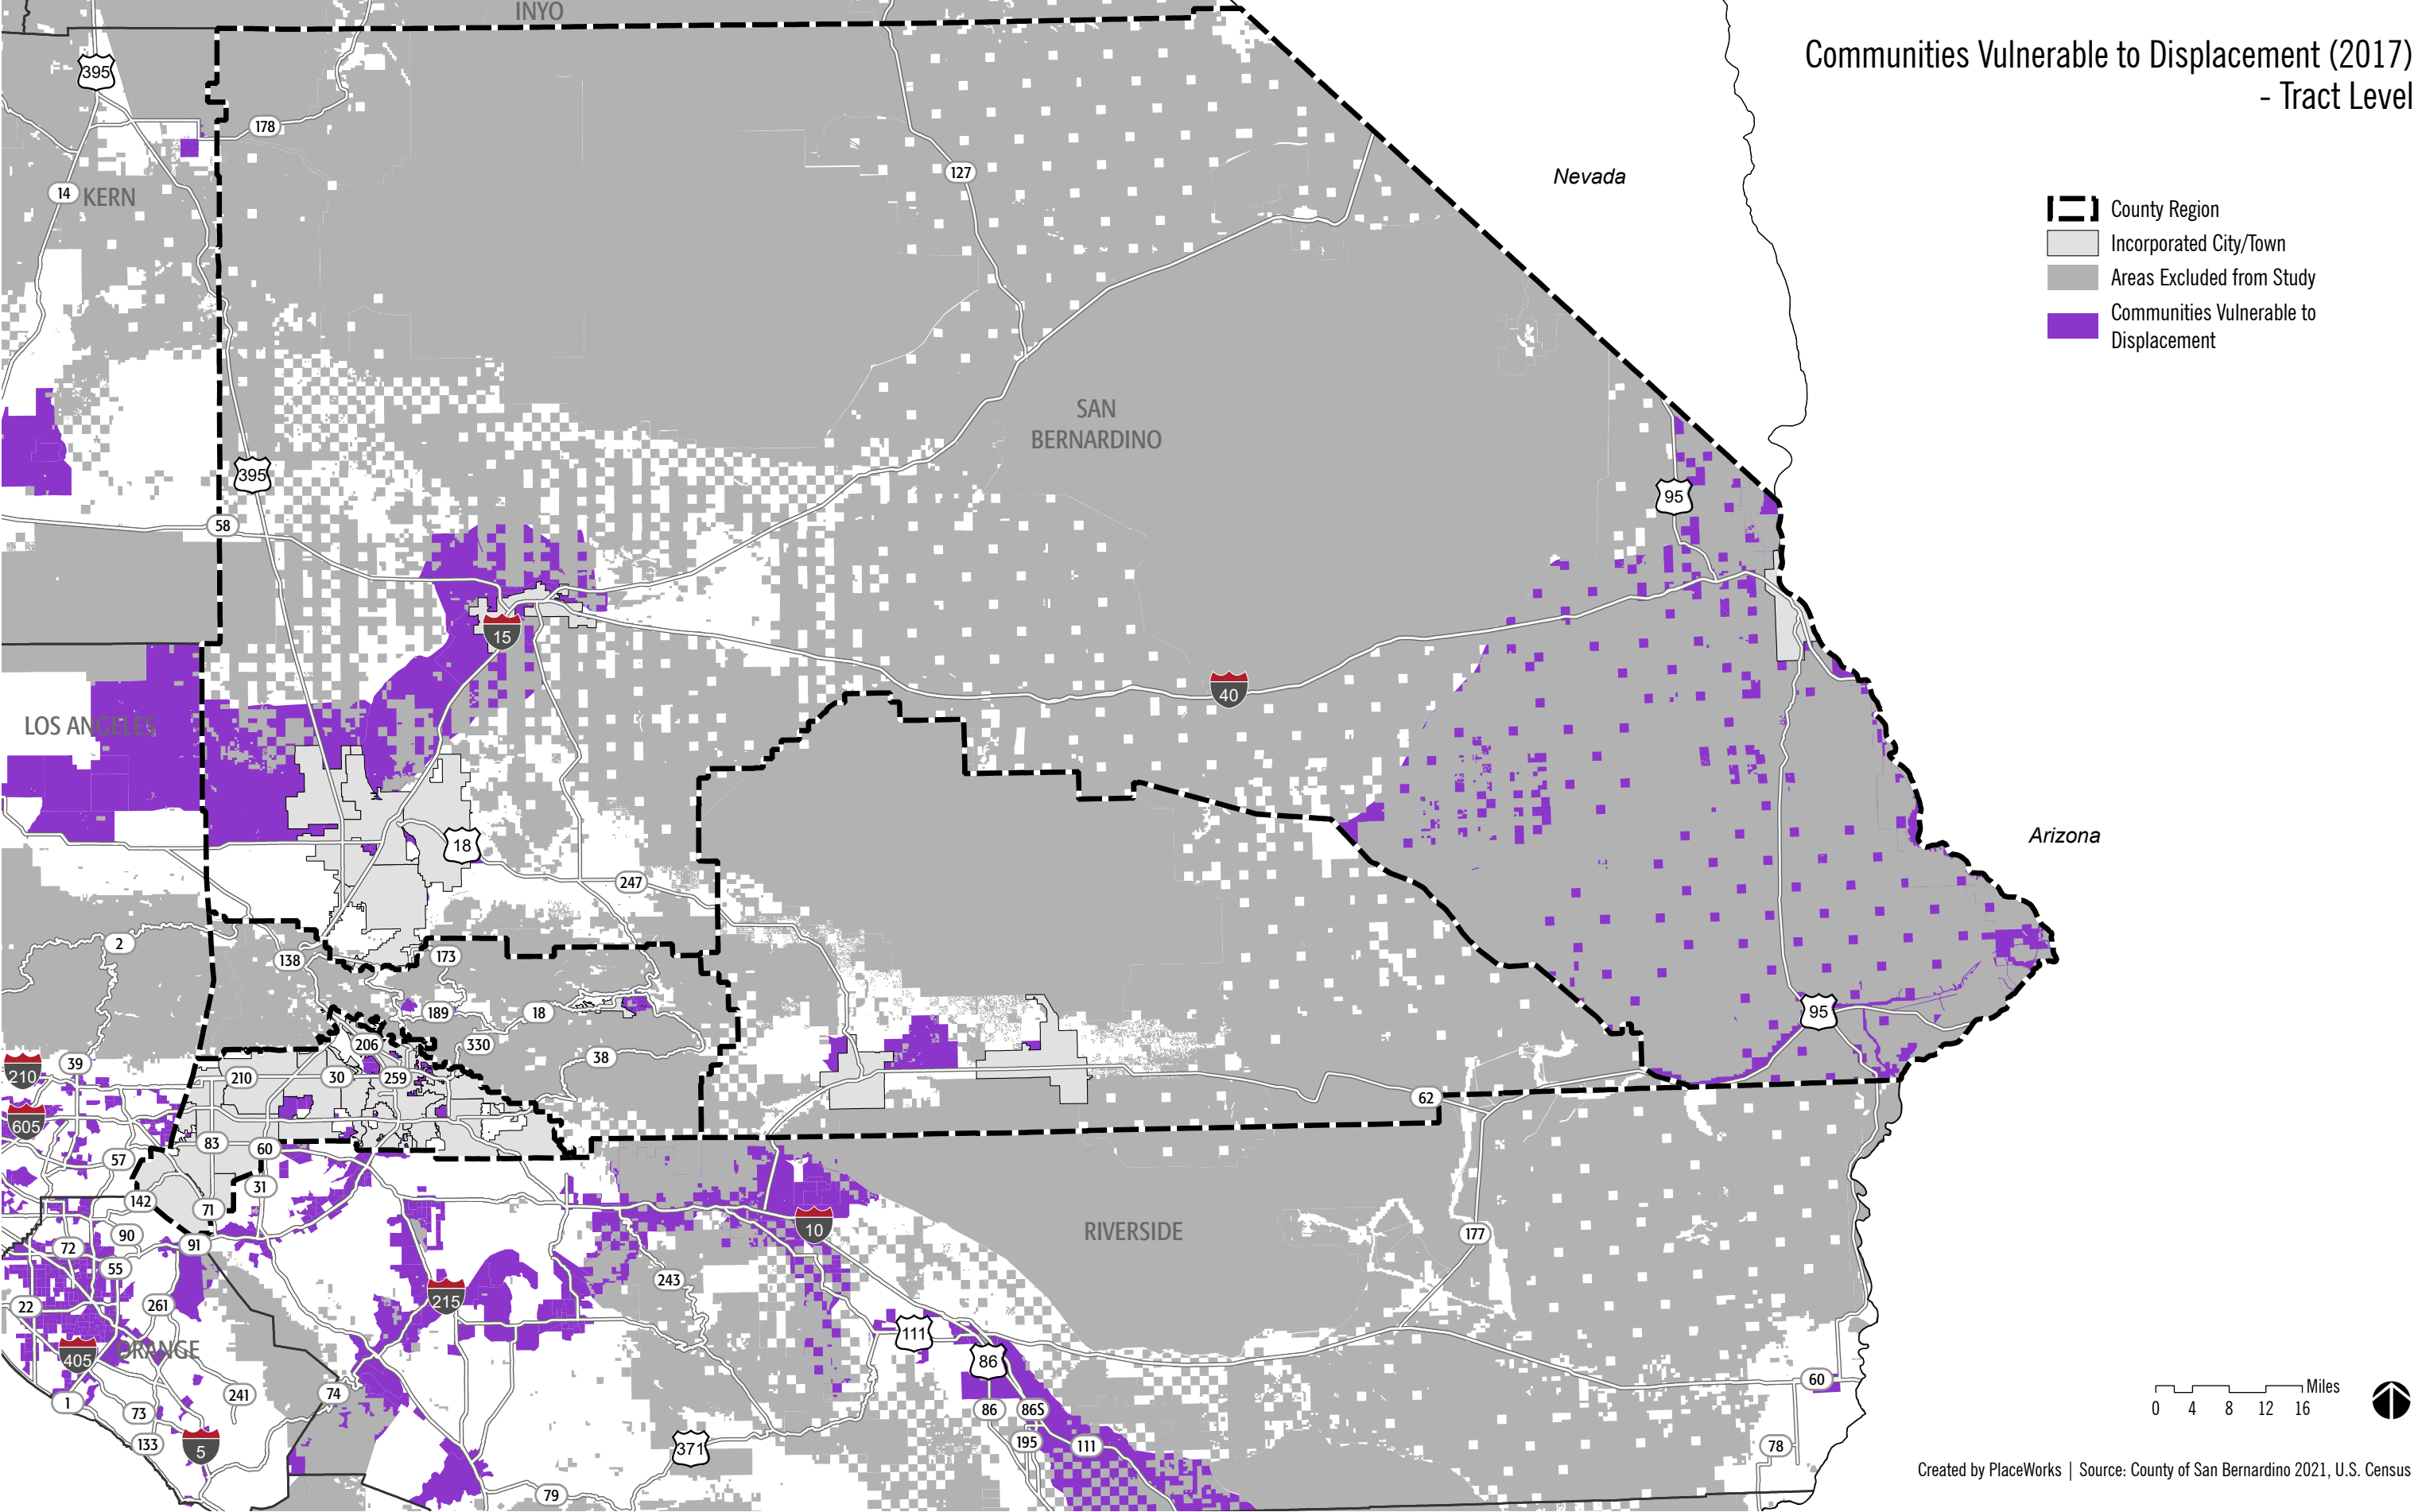 Communities Vulnerable to Displacement (2017)
- Tract Level
Nevada
County Region
Incorporated City/Town
Areas Excluded from Study
Communities Vulnerable to
Displacement
INYO
395
178
127
14
KERN
SAN
BERNARDINO
395
95
58
15
40
LOS ANGELES
18
Arizona
247
2
138
173
189
18
95
206
330
38
39
210
210
30
259
62
605
83
60
57
31
142
71
10
RIVERSIDE
177
90
91
72
55
243
261
215
22
111
ORANGE
405
86
74
241
60
1
73
86
86S
133
5
195
111
371
78
79
Miles
0 4 8 12 16
Created by PlaceWorks | Source: County of San Bernardino 2021, U.S. Census